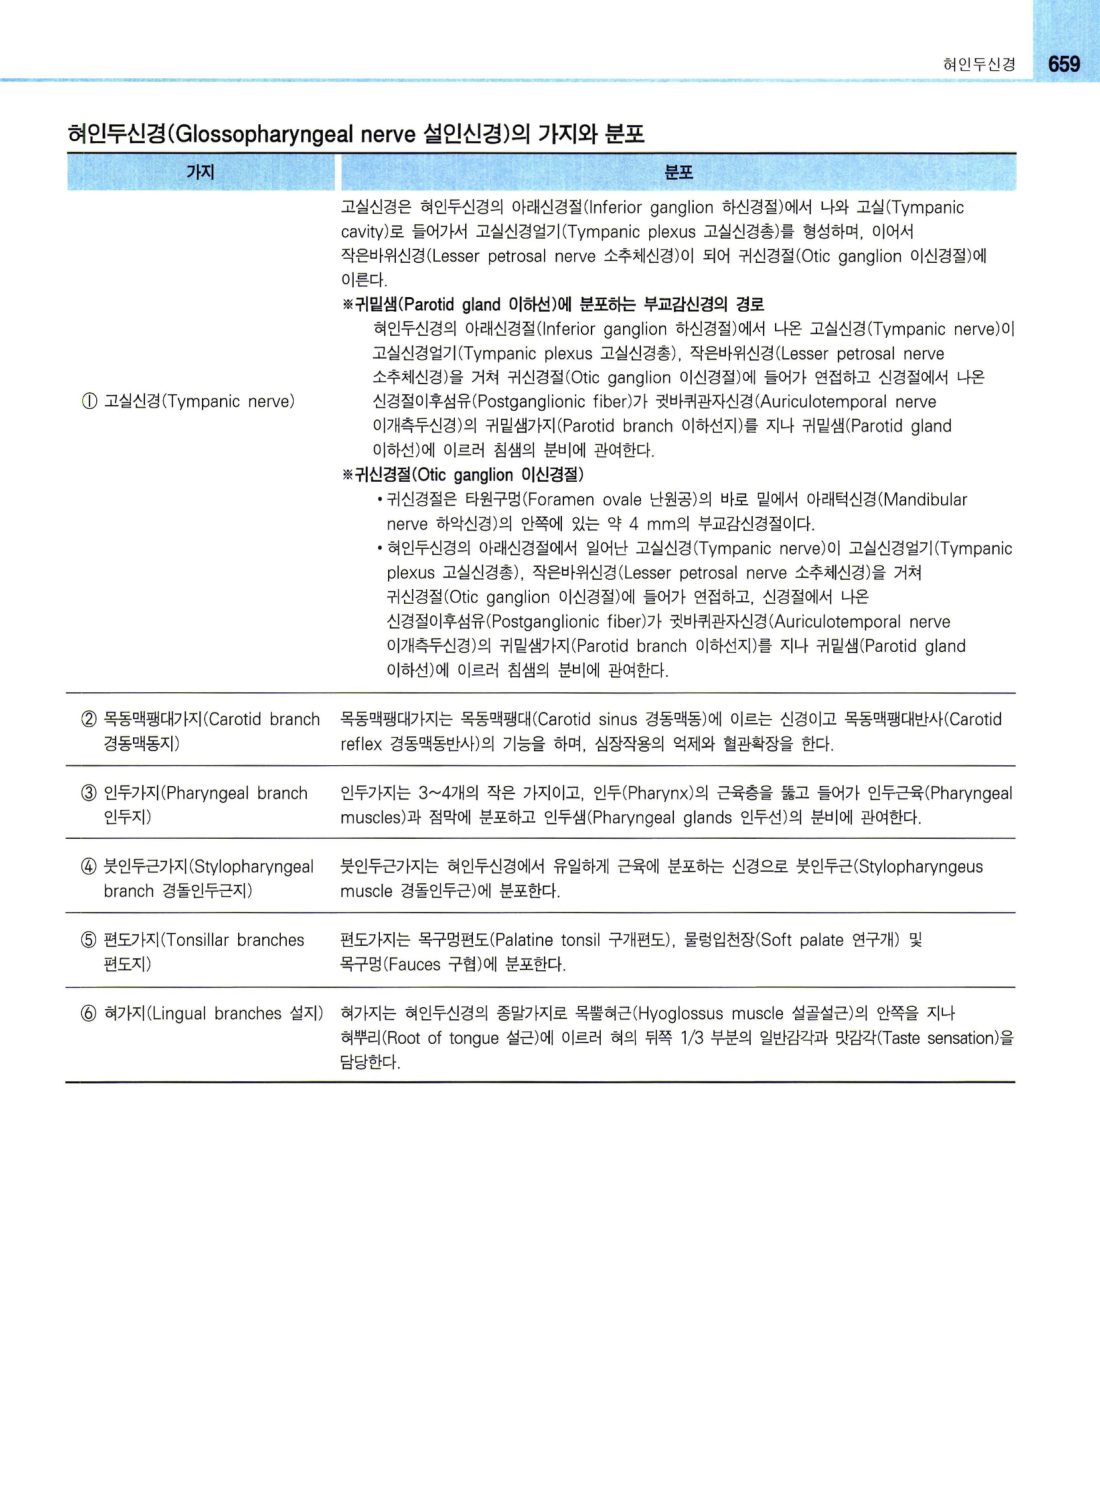 혀인두신경 659
혀인두신경(Glossopharyngeal nerve 설인신경)의 가지와 분포
가지 분포
고실신경은 혀인두신경의 아래신경절(Inferior ganglion 하신경절)에서 나와 고실(Tympanic
cavity)로 들어가서 고실신경얼기(Tympanic plexus 고실신경총)를 형성하며, 이어서
작은바위신경(Lesser petrosal nerve 소추체신경)이 되어 귀신경절(Otic ganglion 이신경절)에
이른다.
※귀밑샘(Parotid gland 이하선)에 분포하는 부교감신경의 경로
혀인두신경의 아래신경절(Inferior ganglion 하신경절)에서 나온 고실신경(Tympanic nerve)이
고실신경얼기(Tympanic plexus 고실신경총), 작은바위신경(Lesser petrosal nerve
소추체신경)을 거쳐 귀신경절(Otic ganglion 이신경절)에 들어가 연접하고 신경절에서 나온
① 고실신경(Tympanic nerve) 신경절이후섬유(Postganglionic fiber)가 귓바퀴관자신경(Auriculotemporal nerve
이개측두신경)의 귀밑샘가지(Parotid branch 이하선지)를 지나 귀밑샘(Parotid gland
이하선)에 이르러 침샘의 분비에 관여한다.
※귀신경절(Otic ganglion 이신경절)
• 귀신경절은 타원구멍(Foramen ovale 난원공)의 바로 밑에서 아래턱신경(Mandibular
nerve 하악신경)의 안쪽에 있는 약 4 mm의 부교감신경절이다.
• 혀인두신경의 아래신경절에서 일어난 고실신경(Tympanic nerve)이 고실신경얼기(Tympanic
plexus 고실신경총), 작은바위신경(Lesser petrosal nerve 소추체신경)을 거쳐
귀신경절(Otic ganglion 이신경절)에 들어가 연접하고, 신경절에서 나온
신경절이후섬유(Postganglionic fiber)가 귓바퀴관자신경(Auriculotemporal nerve
이개측두신경)의 귀밑샘가지(Parotid branch 이하선지)를 지나 귀밑샘(Parotid gland
이하선)에 이르러 침샘의 분비에 관여한다.
② 목동맥팽대가지(Carotid branch 목동맥팽대가지는 목동맥팽대(Carotid sinus 경동맥동)에 이르는 신경이고 목동맥팽대반사(Carotid
경동맥동지) reflex 경동맥동반사)의 기능을 하며, 심장작용의 억제와 혈관확장을 한다.
③ 인두가지(Pharyngeal branch 인두가지는 3~4개의 작은 가지이고, 인두(Pharynx)의 근육층을 뚫고 들어가 인두근육(Pharyngeal
인두지) muscles)과 점막에 분포하고 인두샘(Pharyngeal glands 인두선)의 분비에 관여한다.
④ 붓인두근가지(Stylopharyngeal 붓인두근가지는 혀인두신경에서 유일하게 근육에 분포하는 신경으로 붓인두근(Stylopharyngeus
branch 경돌인두근지) muscle 경돌인두근)에 분포한다.
⑤ 편도가지(Tonsillar branches 편도가지는 목구멍편도(Palatine tonsil 구개편도), 물렁입천장(Soft palate 연구개) 및
편도지) 목구멍(Fauces 구협)에 분포한다.
⑥ 혀가지(Lingual branches 설지) 혀가지는 혀인두신경의 종말가지로 목뿔혀근(Hyoglossus muscle 설골설근)의 안쪽을 지나
혀뿌리(Root of tongue 설근)에 이르러 혀의 뒤쪽 1/3 부분의 일반감각과 맛감각(Taste sensation)을
담당한다.